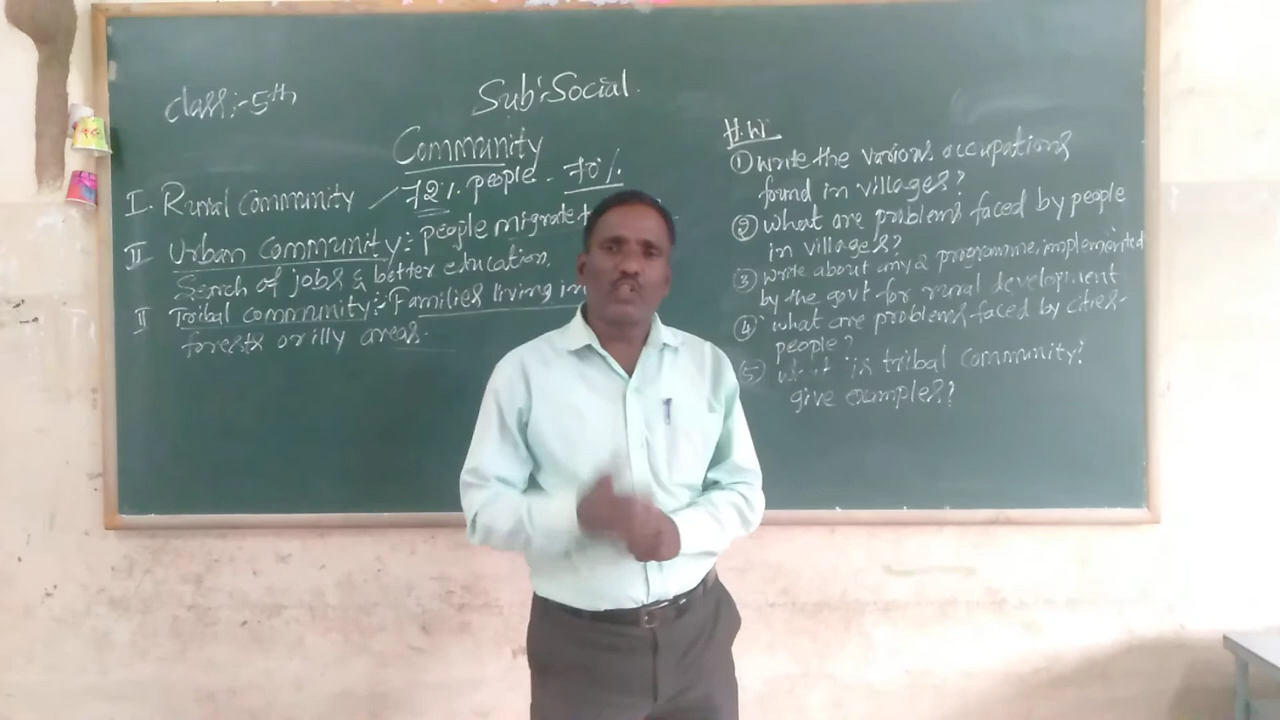 Class:- 5th
Sub:Social.
Community
I. Rural Community - 72% people - 70%
II Urban community:- people migrate
Search of jobs & better education.
II Tribal community:- Families living in
forests or illy areas.
H.W
① write the various occupations
found in villages?
② what are problems faced by people
in villages?
③ write about any 2 programme, implemented
by the govt for rural development
④ what are problems faced by cities-
people?
⑤ what is tribal community?
give examples?